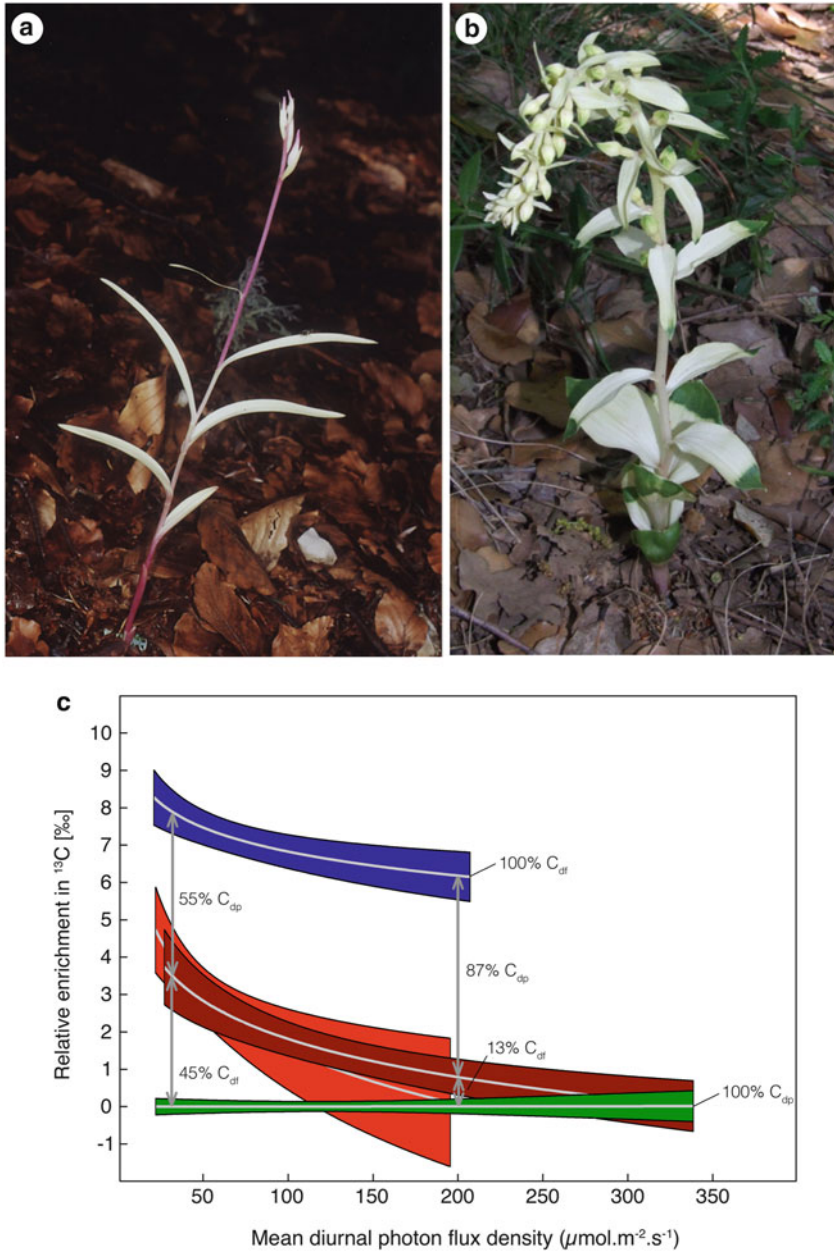 a
b
c
10
9
8
7
6
5
4
3
2
1
0
-1
Relative enrichment in ¹³C [‰]
100% C_df
55% C_dp
87% C_dp
13% C_df
45% C_df
100% C_dp
50
100
150
200
250
300
350
Mean diurnal photon flux density (µmol.m⁻².s⁻¹)